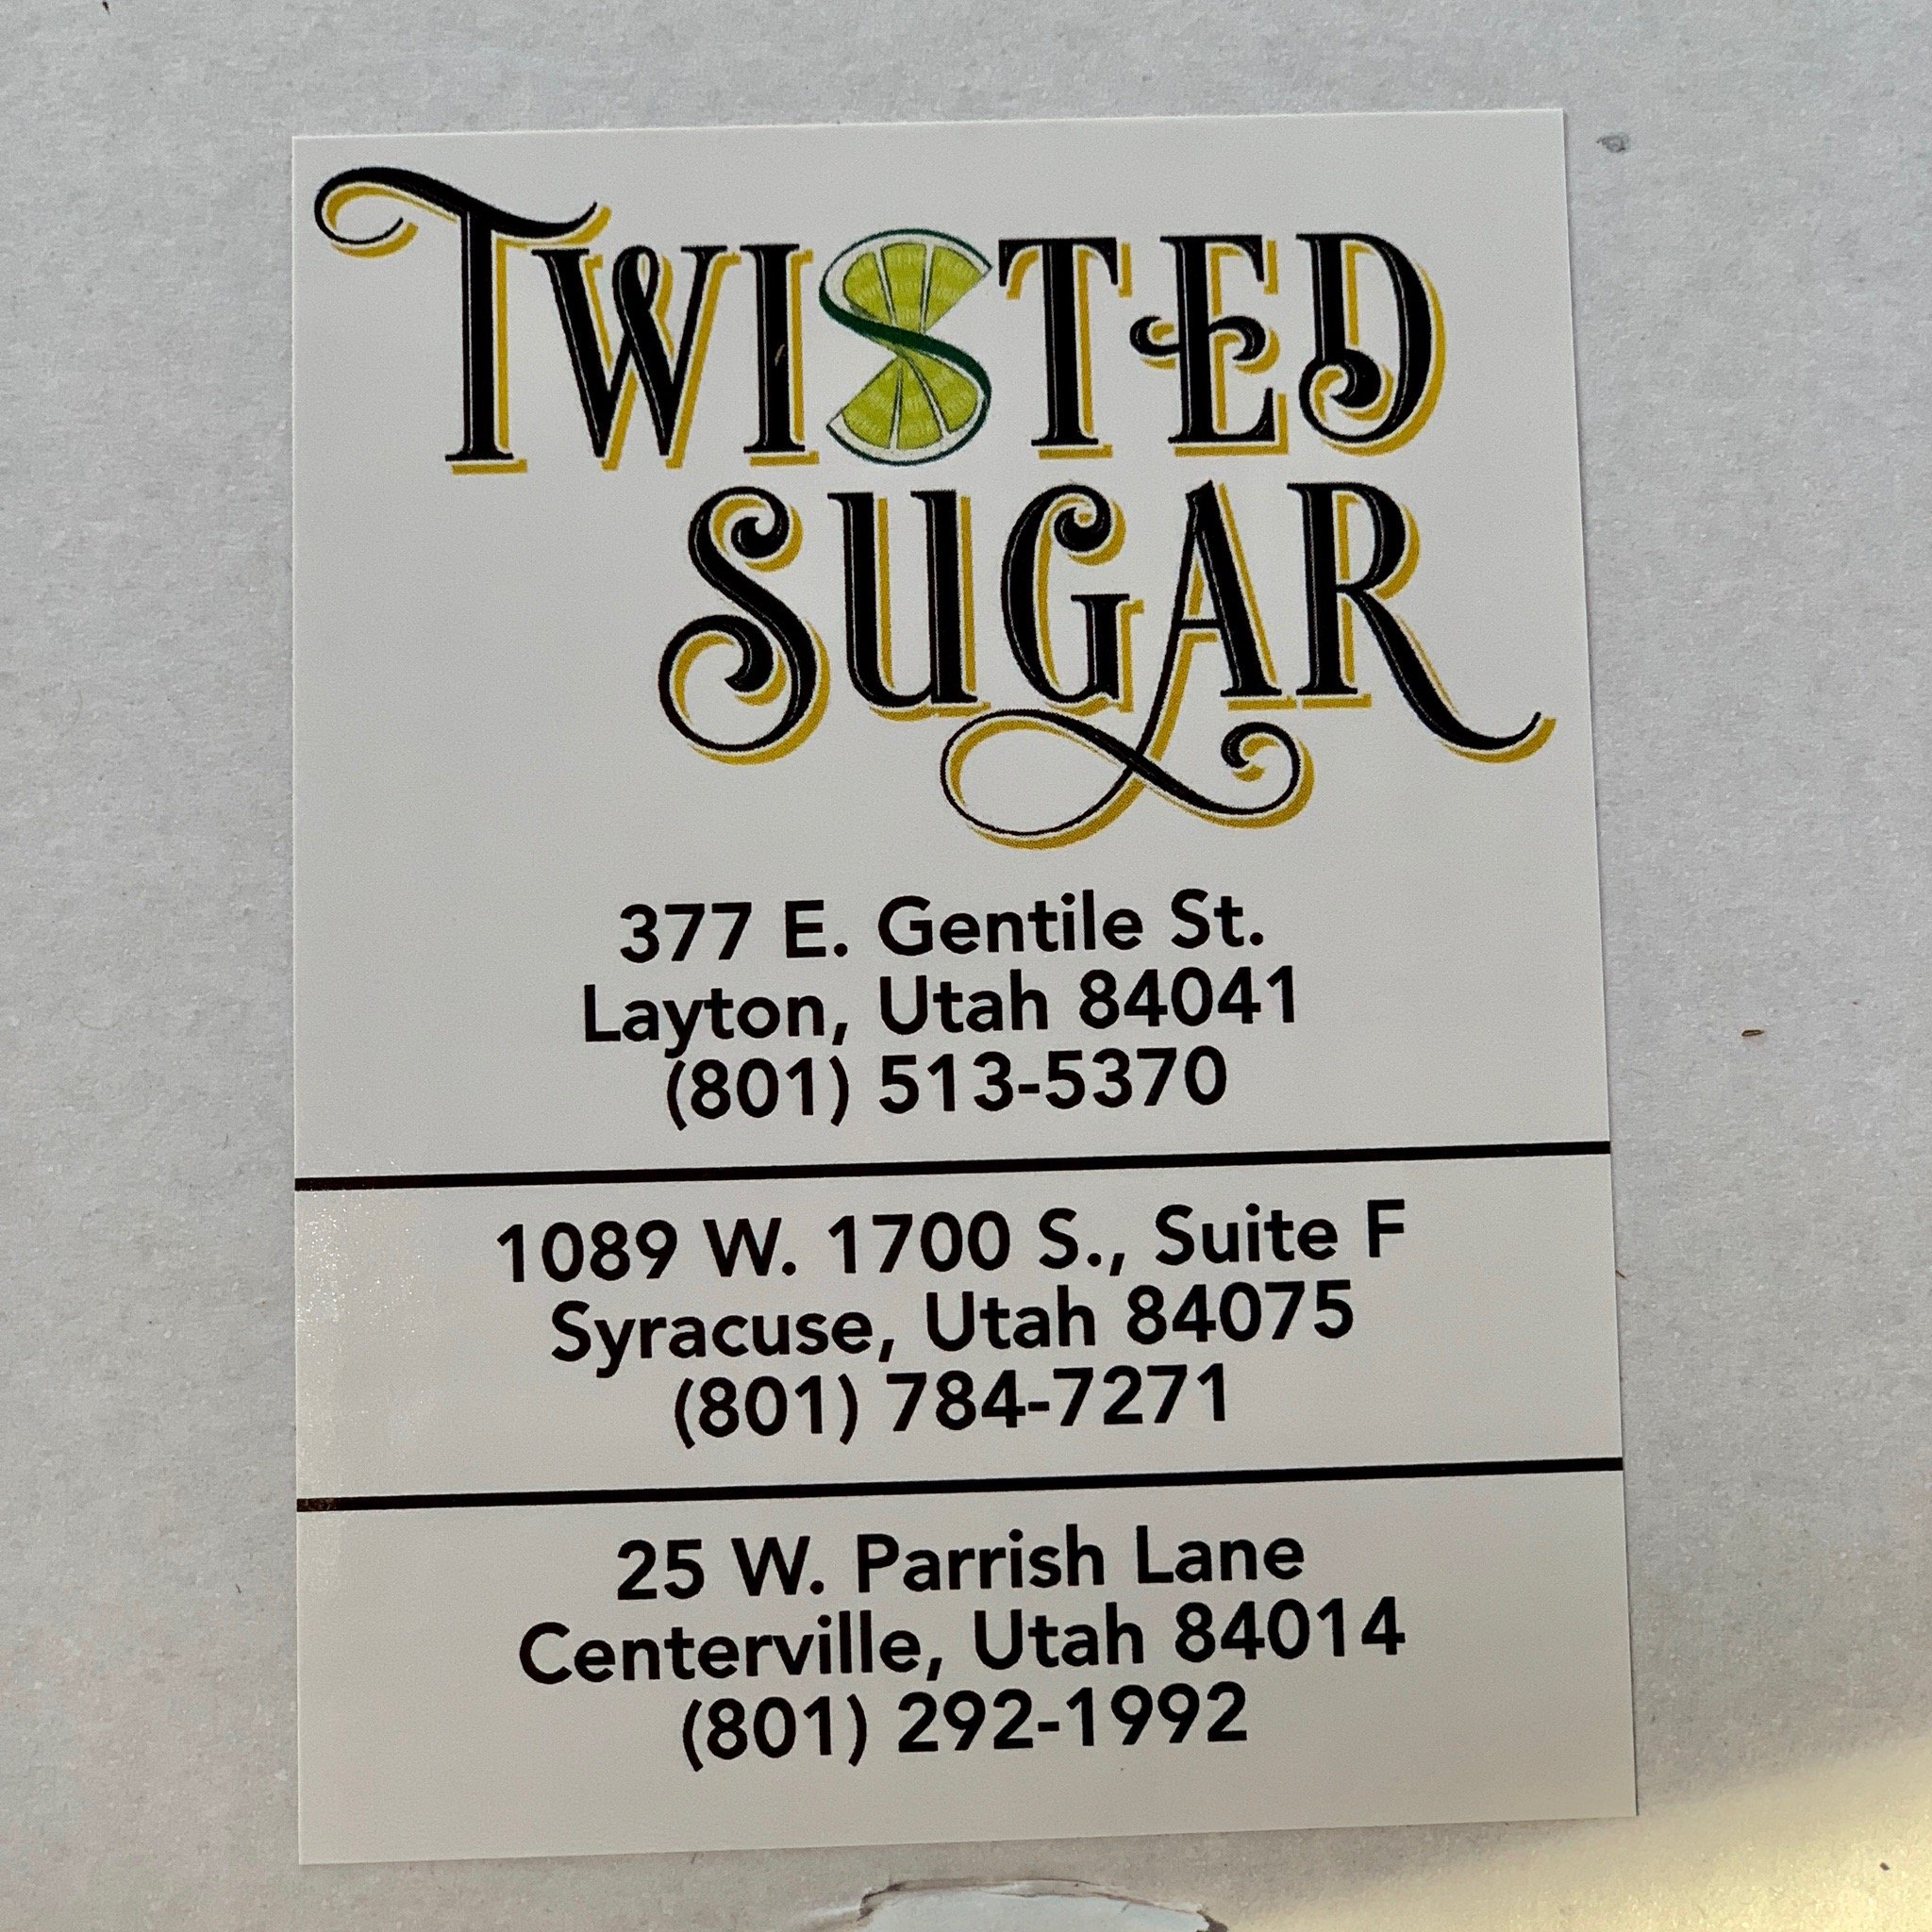 TWISTED
SUGAR
377 E. Gentile St.
Layton, Utah 84041
(801) 513-5370
1089 W. 1700 S., Suite F
Syracuse, Utah 84075
(801) 784-7271
25 W. Parrish Lane
Centerville, Utah 84014
(801) 292-1992